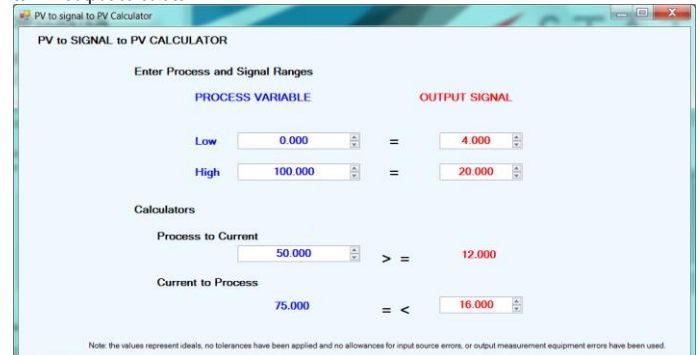 PV to signal to PV Calculator
PV to SIGNAL to PV CALCULATOR
Enter Process and Signal Ranges
PROCESS VARIABLE OUTPUT SIGNAL
Low 0.000 = 4.000
High 100.000 = 20.000
Calculators
Process to Current
50.000 > = 12.000
Current to Process
75.000 = < 16.000
Note: the values represent ideals, no tolerances have been applied and no allowances for input source errors, or output measurement equipment errors have been used.